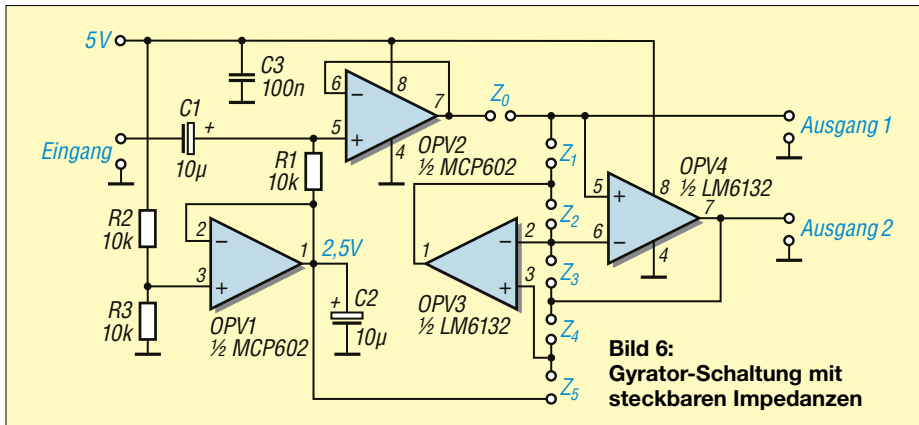 5V
C3
100n
C1
+
10µ
Eingang
R1
10k
R2
10k
R3
10k
6
−
5
+
8
7
4
OPV2
½ MCP602
Z0
Z1
Z2
Z3
Z4
Z5
2
−
3
+
1
2,5V
OPV1
½ MCP602
+
C2
10µ
1
2
−
3
+
OPV3
½ LM6132
5
+
6
−
8
7
4
OPV4
½ LM6132
Ausgang 1
Ausgang 2
Bild 6:
Gyrator-Schaltung mit
steckbaren Impedanzen